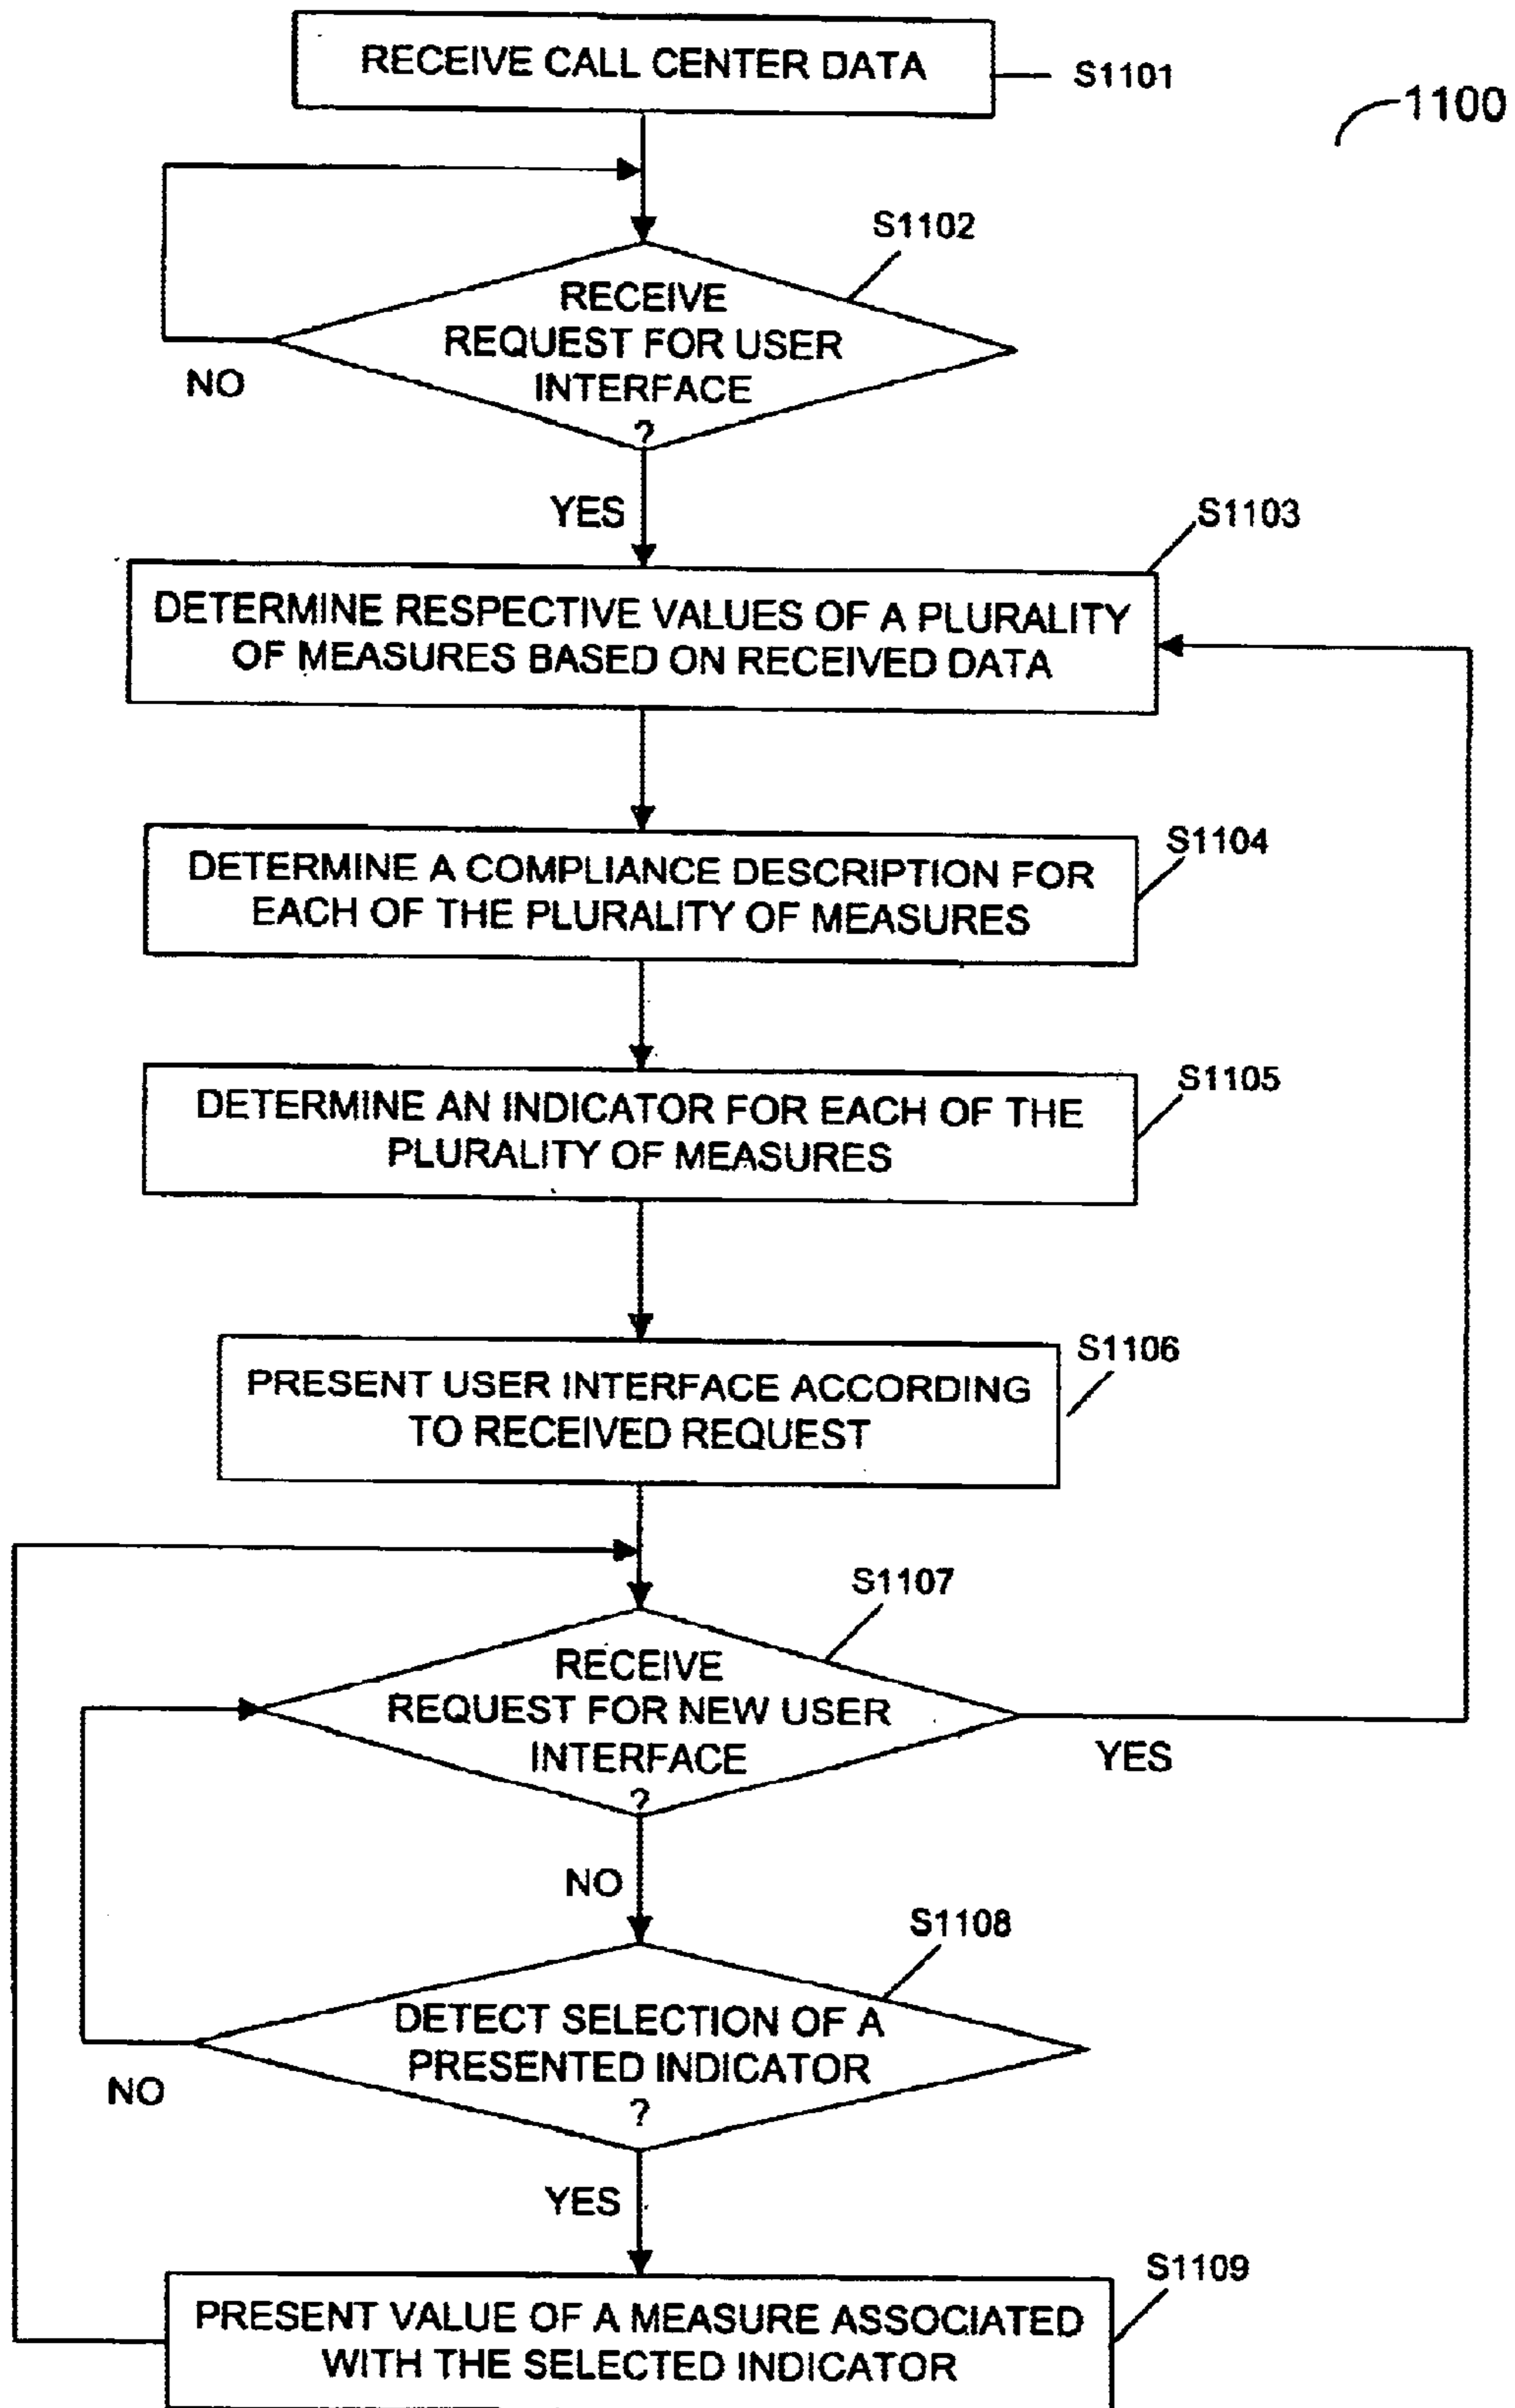 RECEIVE CALL CENTER DATA
S1101
1100
S1102
RECEIVE
REQUEST FOR USER
INTERFACE
?
NO
YES
S1103
DETERMINE RESPECTIVE VALUES OF A PLURALITY
OF MEASURES BASED ON RECEIVED DATA
S1104
DETERMINE A COMPLIANCE DESCRIPTION FOR
EACH OF THE PLURALITY OF MEASURES
S1105
DETERMINE AN INDICATOR FOR EACH OF THE
PLURALITY OF MEASURES
S1106
PRESENT USER INTERFACE ACCORDING
TO RECEIVED REQUEST
S1107
RECEIVE
REQUEST FOR NEW USER
INTERFACE
?
YES
NO
S1108
DETECT SELECTION OF A
PRESENTED INDICATOR
?
NO
YES
S1109
PRESENT VALUE OF A MEASURE ASSOCIATED
WITH THE SELECTED INDICATOR